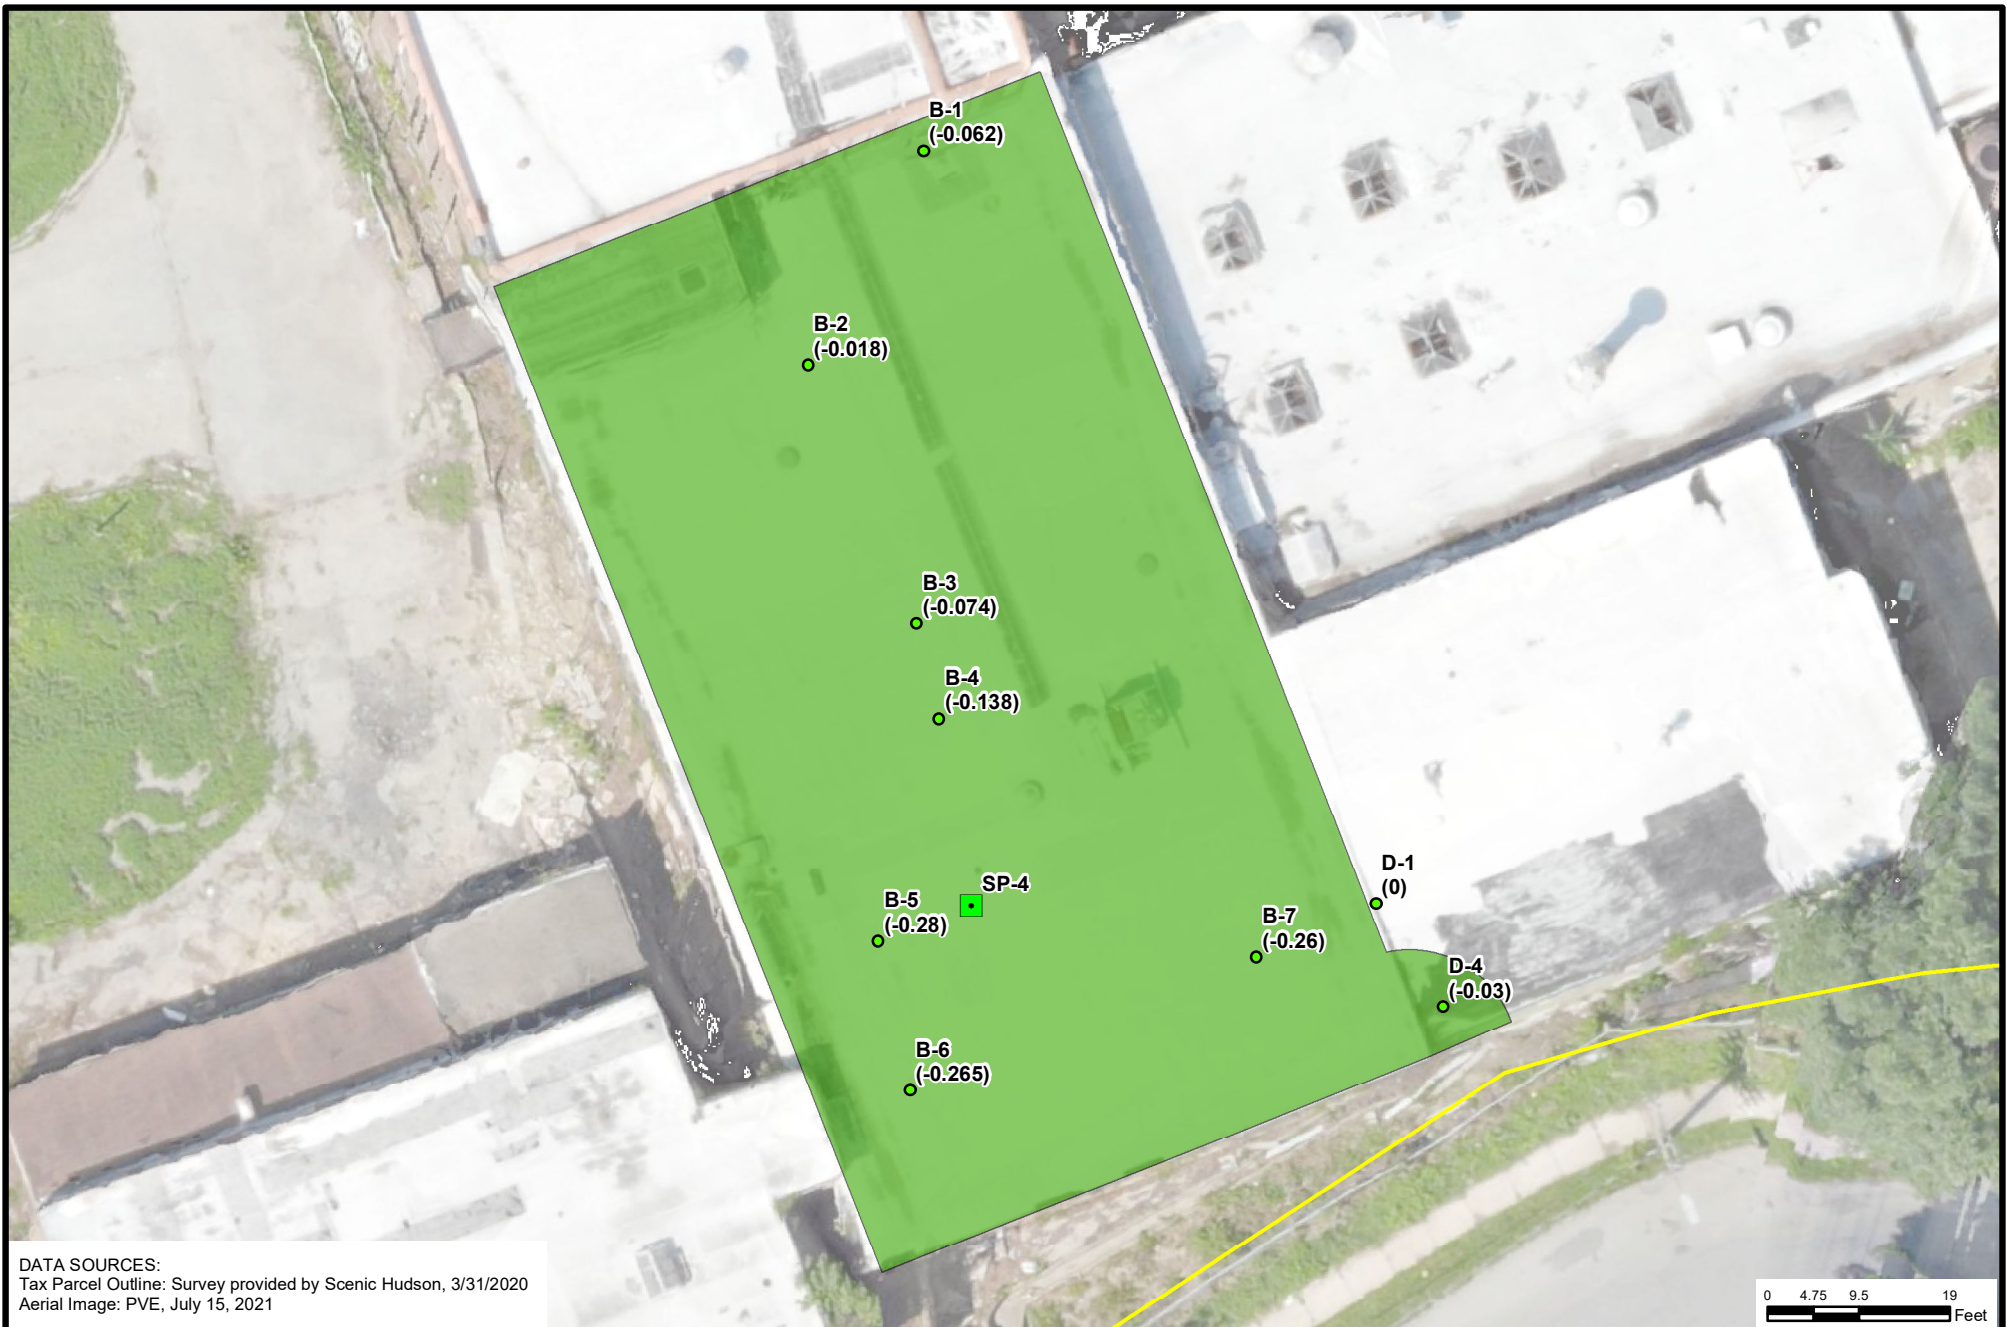 B-1
(-0.062)
B-2
(-0.018)
B-3
(-0.074)
B-4
(-0.138)
D-1
(0)
SP-4
B-5
(-0.28)
B-7
(-0.26)
D-4
(-0.03)
B-6
(-0.265)
DATA SOURCES:
Tax Parcel Outline: Survey provided by Scenic Hudson, 3/31/2020
Aerial Image: PVE, July 15, 2021
0 4.75 9.5 19
Feet